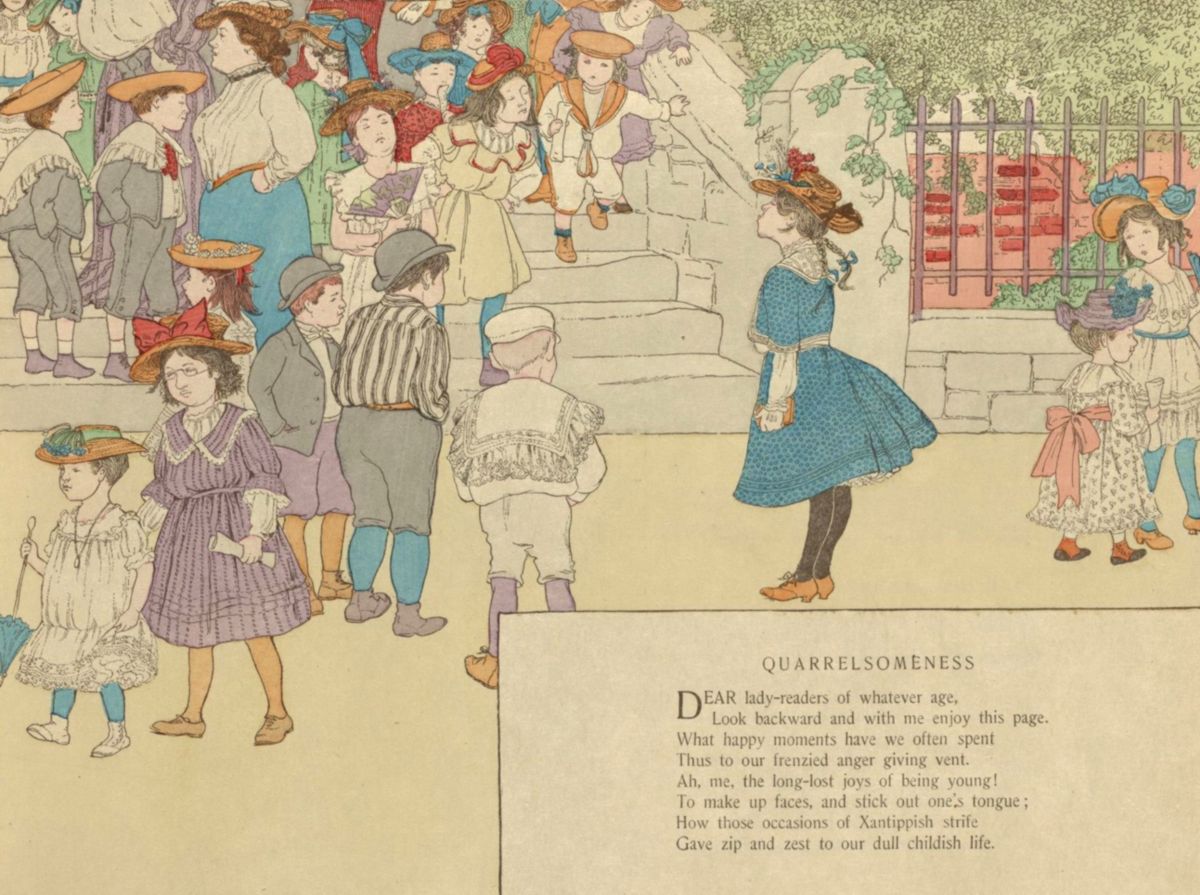 QUARRELSOMENESS
DEAR lady-readers of whatever age,
Look backward and with me enjoy this page.
What happy moments have we often spent
Thus to our frenzied anger giving vent.
Ah, me, the long-lost joys of being young!
To make up faces, and stick out one's tongue;
How those occasions of Xantippish strife
Gave zip and zest to our dull childish life.